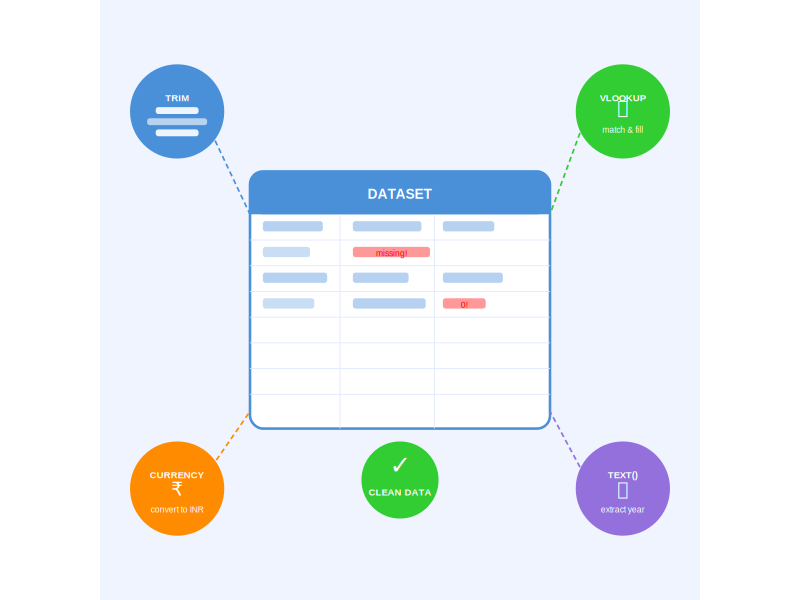 TRIM
VLOOKUP
match & fill
DATASET
missing!
0!
CURRENCY
₹
convert to INR
✓
CLEAN DATA
TEXT()
extract year